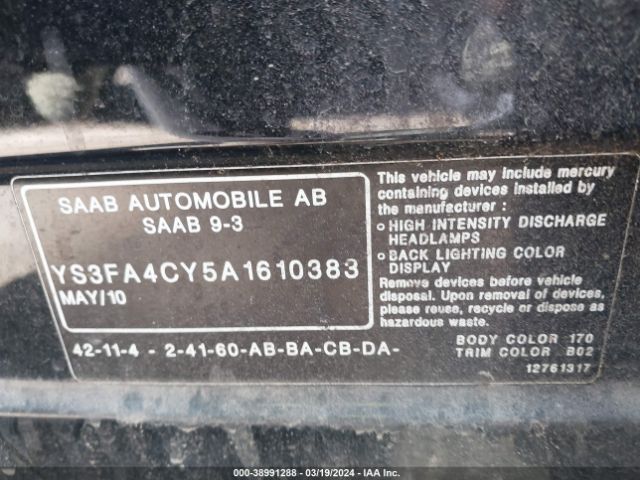 SAAB AUTOMOBILE AB
SAAB 9-3
YS3FA4CY5A1610383
MAY/10
42-11-4 - 2-41-60-AB-BA-CB-DA-
This vehicle may include mercury
containing devices installed by
the manufacturer :
o HIGH INTENSITY DISCHARGE
HEADLAMPS
o BACK LIGHTING COLOR
DISPLAY
Remove devices before vehicle
disposal. Upon removal of devices,
please reuse, recycle or dispose as
hazardous waste.
BODY COLOR 170
TRIM COLOR B02
12761317
000-38991288 - 03/19/2024 - IAA Inc.